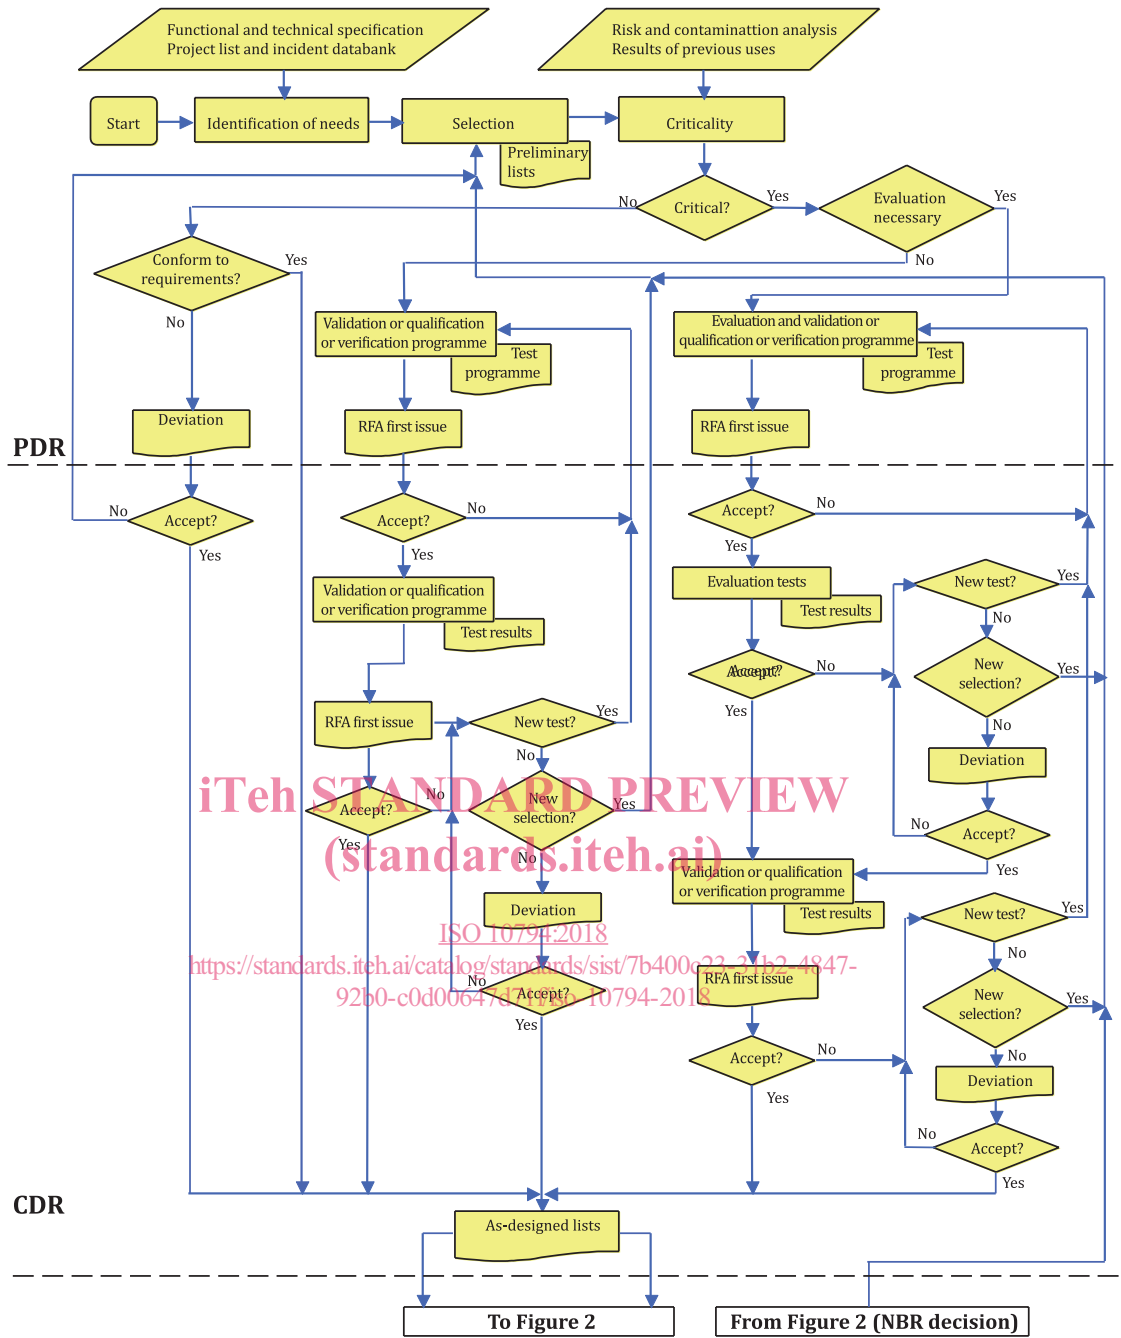 Functional and technical specification
Project list and incident databank
Risk and contaminattion analysis
Results of previous uses
Start
Identification of needs
Selection
Criticality
Preliminary
lists
No
Critical?
Yes
Evaluation
necessary
Yes
No
Conform to
requirements?
Yes
No
Validation or qualification
or verification programme
Test
programme
Evaluation and validation or
qualification or verification programme
Test
programme
Deviation
RFA first issue
RFA first issue
PDR
No
Accept?
Yes
Accept?
No
Yes
Accept?
No
Yes
Validation or qualification
or verification programme
Test results
Evaluation tests
Test results
New test?
Yes
No
Accept?
Accept?
No
Yes
New
selection?
Yes
No
RFA first issue
New test?
Yes
No
Deviation
iTeh STANDARD PREVIEW
(standards.iteh.ai)
Accept?
No
Yes
New
selection?
Yes
No
Accept?
No
Yes
Validation or qualification
or verification programme
Test results
Deviation
New test?
Yes
No
ISO 10794:2018
https://standards.iteh.ai/catalog/standards/sist/7b400c23-31b2-4847-
92b0-c0d00647d71f/iso-10794-2018
No
Accept?
Yes
RFA first issue
New
selection?
Yes
No
Accept?
No
Yes
Deviation
No
Accept?
Yes
CDR
As-designed lists
To Figure 2
From Figure 2 (NBR decision)